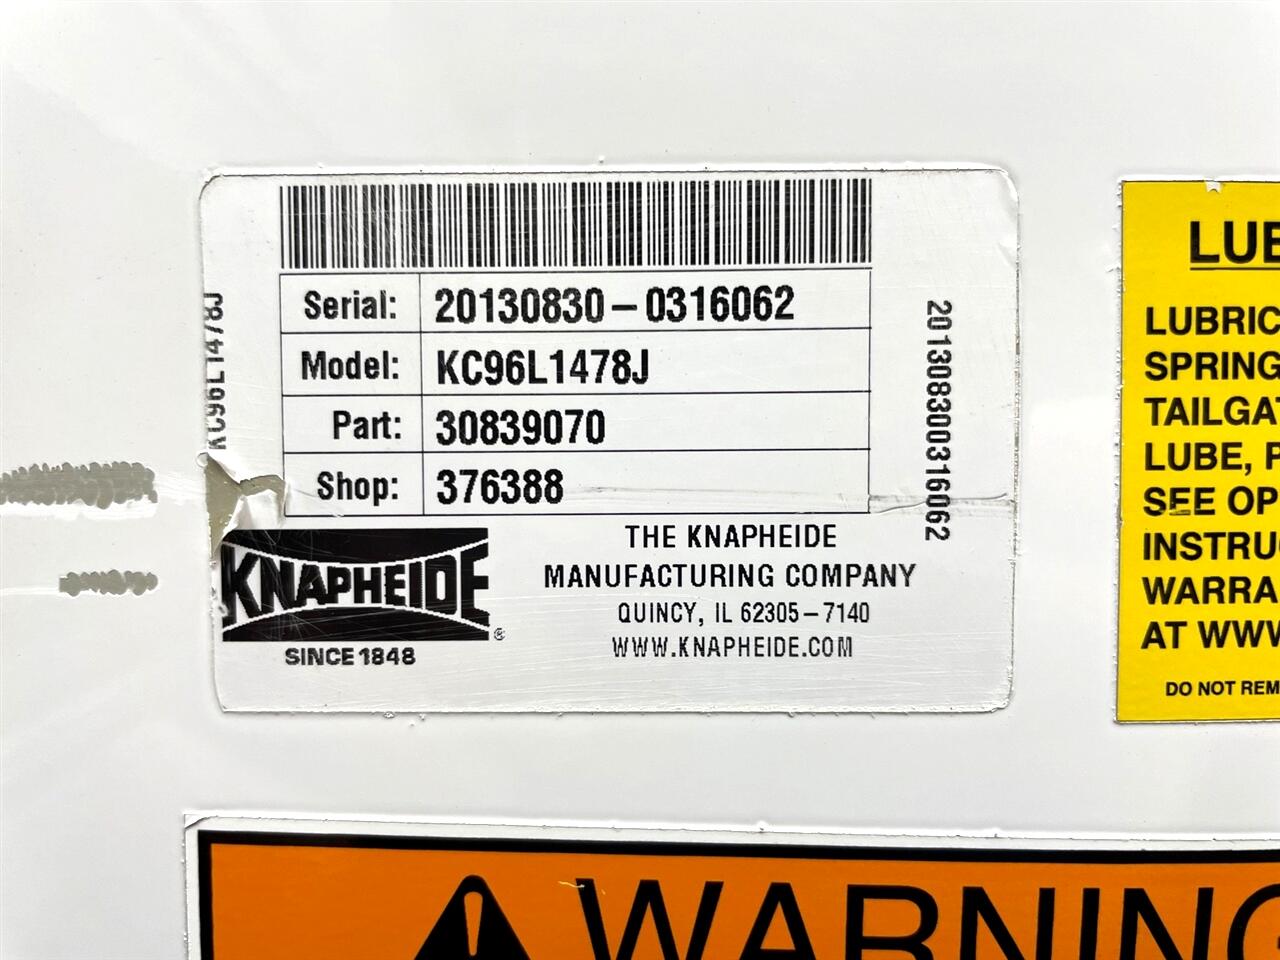 Serial: 20130830-0316062
Model: KC96L1478J
Part: 30839070
Shop: 376388
KC96L1478J
201308300316062
KNAPHEIDE
®
SINCE 1848
THE KNAPHEIDE
MANUFACTURING COMPANY
QUINCY, IL 62305-7140
WWW.KNAPHEIDE.COM
LUB
LUBRIC
SPRING
TAILGAT
LUBE, P
SEE OP
INSTRUC
WARRA
AT WWW
DO NOT REM
WARNING